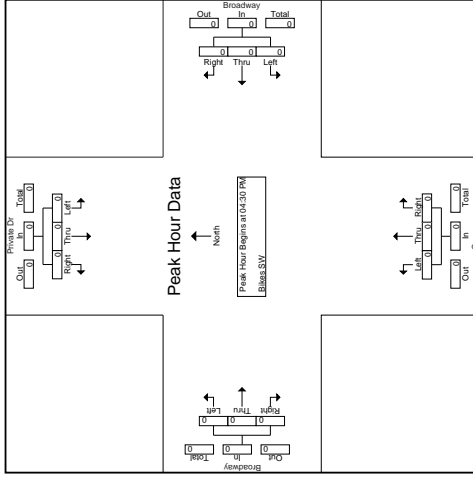 Broadway
Out In Total
0 0 0
0 0 0
Right Thru Left
Private Dr
Total
0
In
0
Out
0
0 0 0
Left
Thru
Right
Peak Hour Data
North
Peak Hour Begins at 04:30 PM
Bikes SW
Right
Thru
Left
0 0 0
Total
0
In
0
Out
0
Left
Thru
Right
0 0 0
Total
0
In
0
Out
0
Broadway